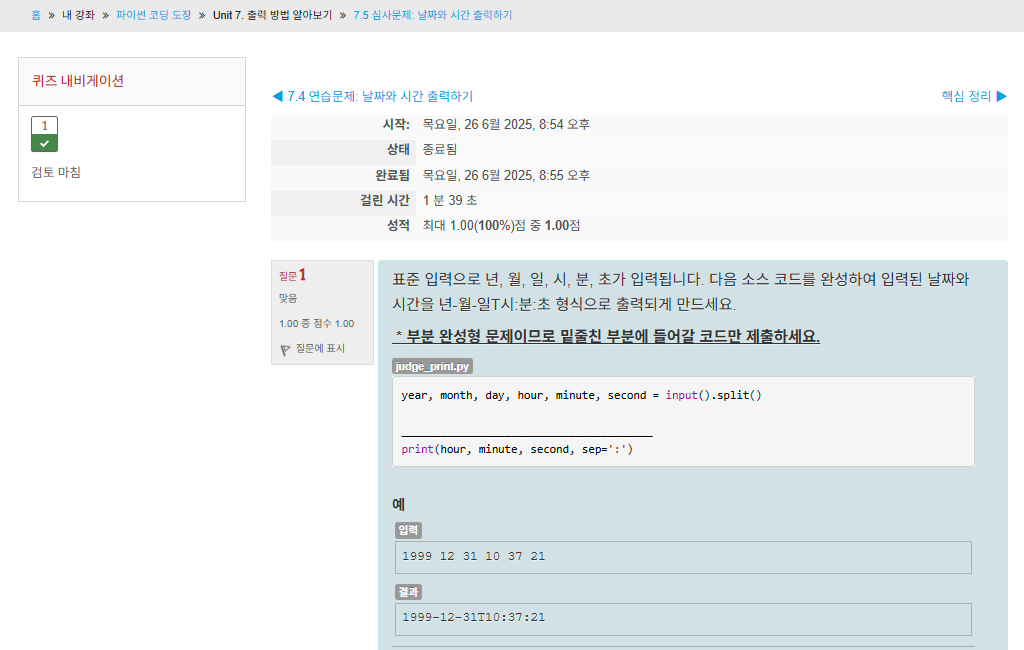 홈 » 내 강좌 » 파이썬 코딩 도장 » Unit 7. 출력 방법 알아보기 » 7.5 심사문제: 날짜와 시간 출력하기
퀴즈 내비게이션
1
검토 마침
◀ 7.4 연습문제: 날짜와 시간 출력하기
핵심 정리 ▶
시작: 목요일, 26 6월 2025, 8:54 오후
상태 종료됨
완료됨 목요일, 26 6월 2025, 8:55 오후
걸린 시간 1 분 39 초
성적 최대 1.00(100%)점 중 1.00점
질문 1
맞음
1.00 중 점수 1.00
질문에 표시
표준 입력으로 년, 월, 일, 시, 분, 초가 입력됩니다. 다음 소스 코드를 완성하여 입력된 날짜와
시간을 년-월-일T시:분:초 형식으로 출력되게 만드세요.
* 부분 완성형 문제이므로 밑줄친 부분에 들어갈 코드만 제출하세요.
judge_print.py
year, month, day, hour, minute, second = input().split()
_______________________________________
print(hour, minute, second, sep=':')
예
입력
1999 12 31 10 37 21
결과
1999-12-31T10:37:21